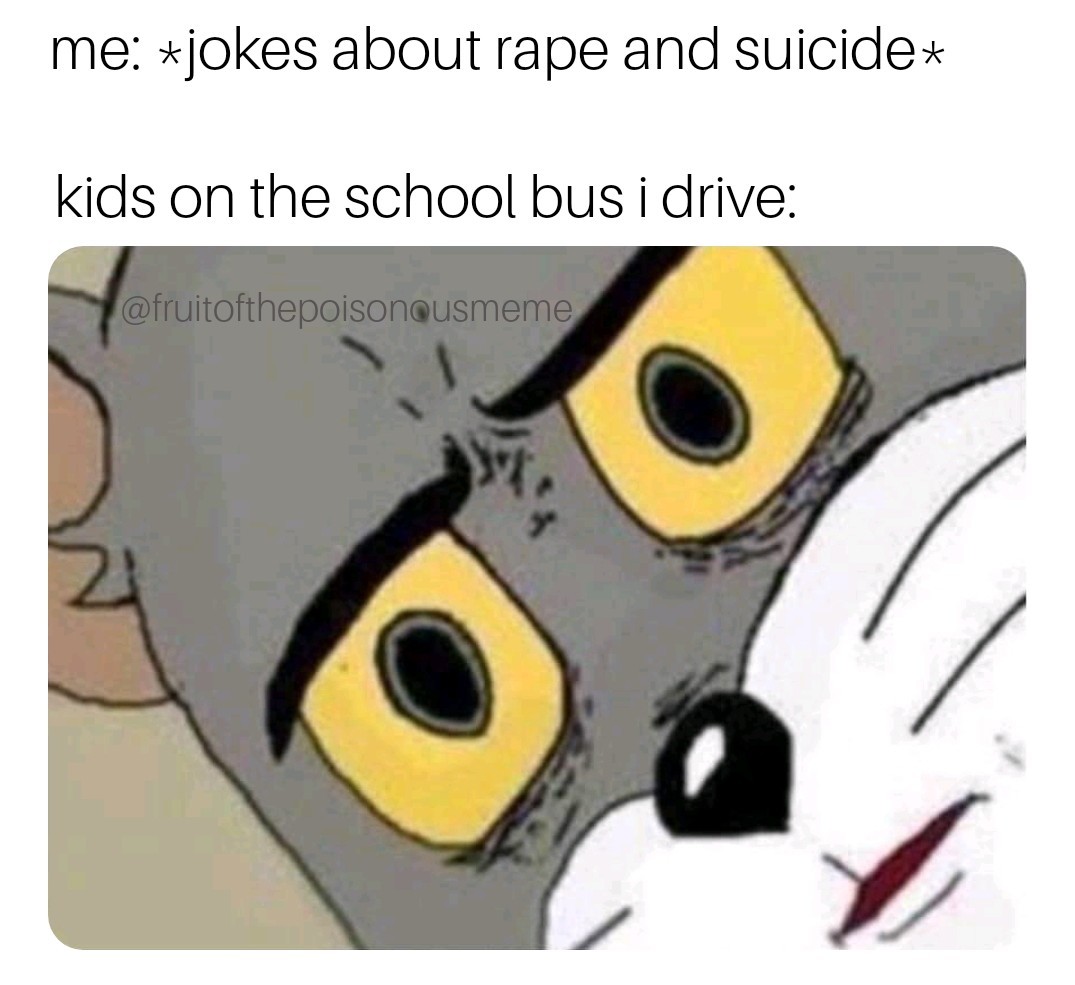 me: *jokes about rape and suicide*
kids on the school bus i drive:
@fruitofthepoisonousmeme